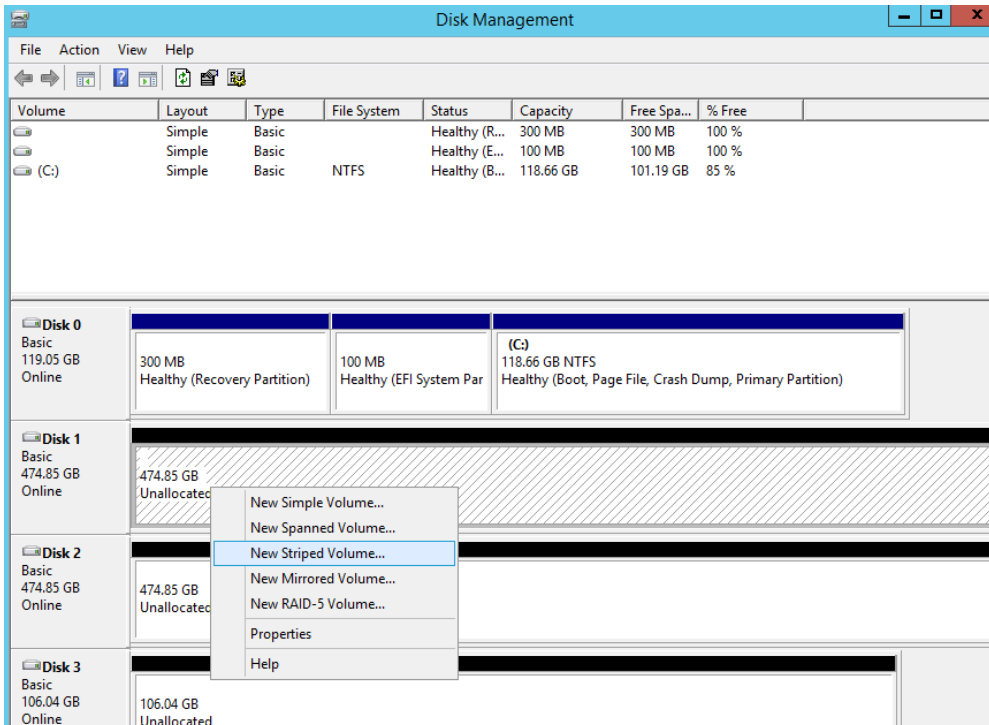 Disk Management
File Action View Help
Volume Layout Type File System Status Capacity Free Spa... % Free
Simple Basic Healthy (R... 300 MB 300 MB 100 %
Simple Basic Healthy (E... 100 MB 100 MB 100 %
(C:) Simple Basic NTFS Healthy (B... 118.66 GB 101.19 GB 85 %
Disk 0
Basic
119.05 GB
Online
300 MB
Healthy (Recovery Partition)
100 MB
Healthy (EFI System Par
(C:)
118.66 GB NTFS
Healthy (Boot, Page File, Crash Dump, Primary Partition)
Disk 1
Basic
474.85 GB
Online
474.85 GB
Unallocated
New Simple Volume...
New Spanned Volume...
New Striped Volume...
New Mirrored Volume...
New RAID-5 Volume...
Properties
Help
Disk 2
Basic
474.85 GB
Online
474.85 GB
Unallocated
Disk 3
Basic
106.04 GB
Online
106.04 GB
Unallocated